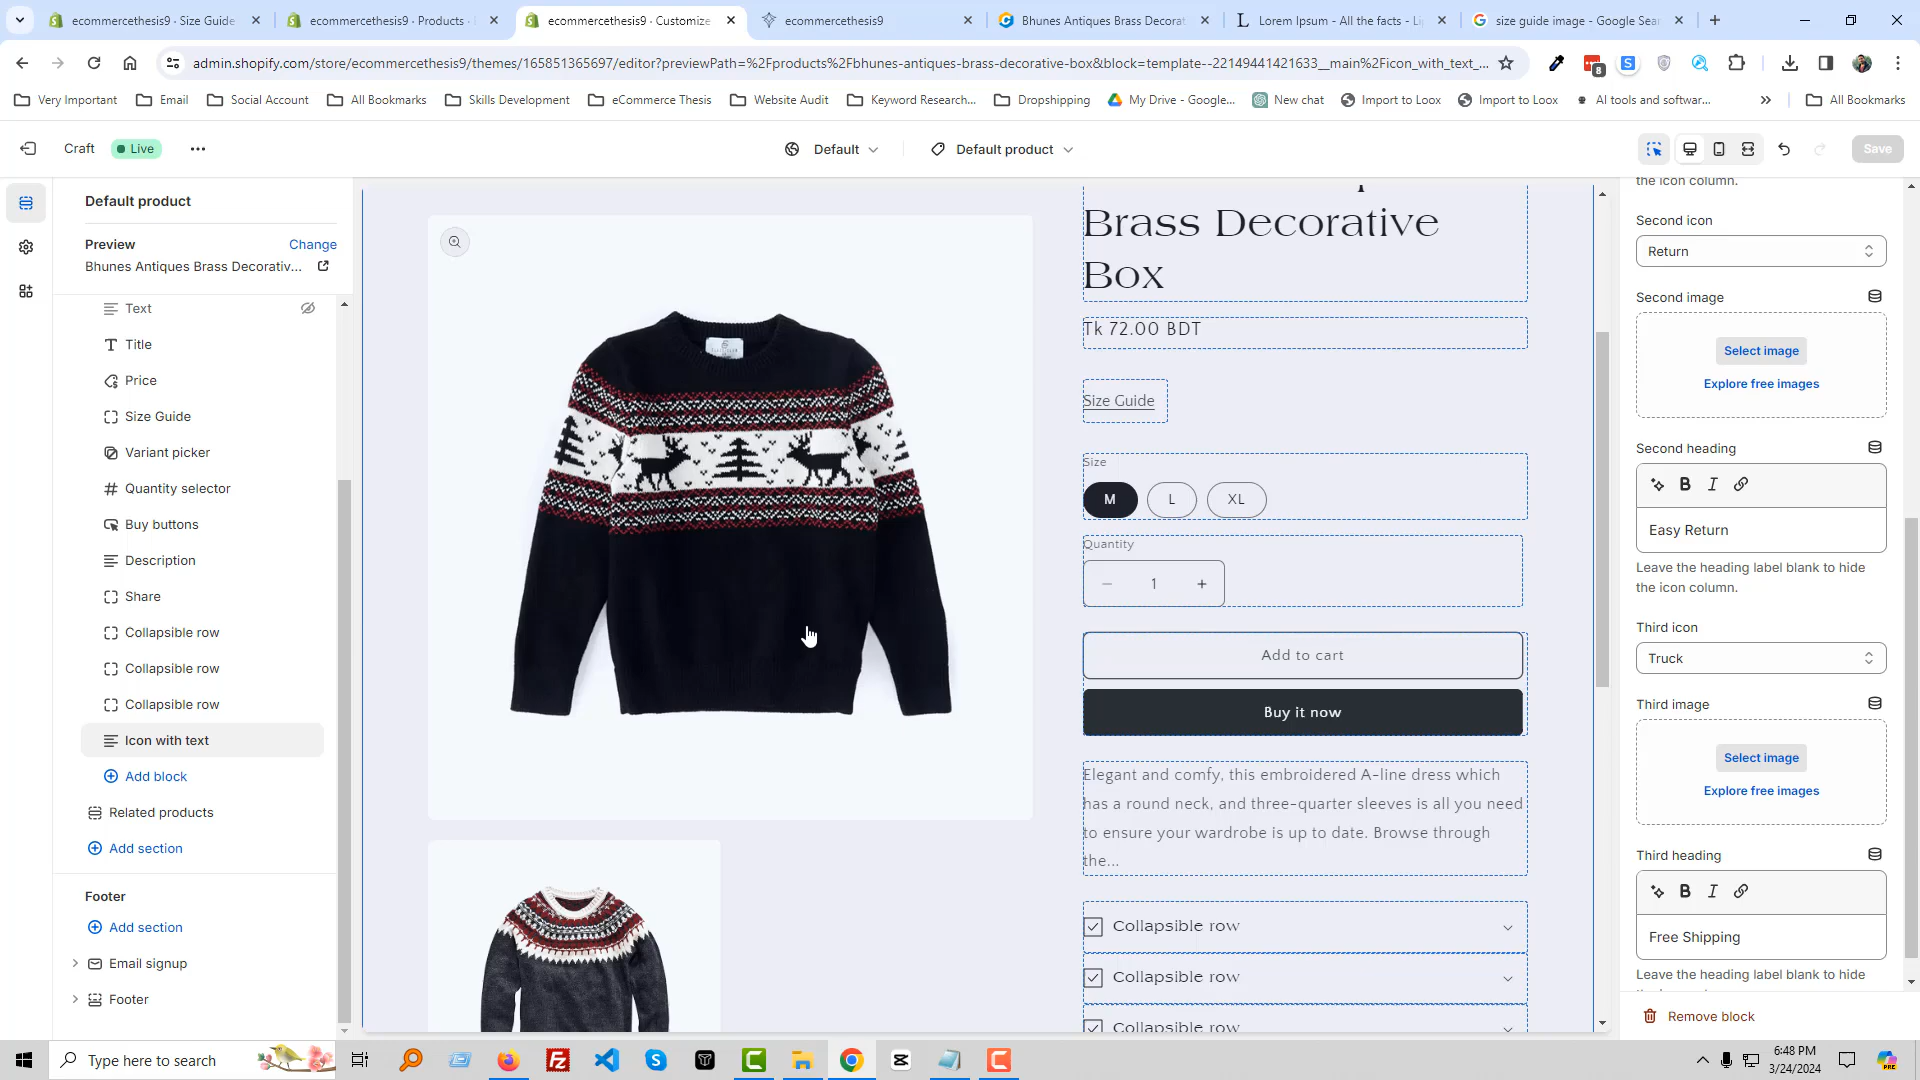 ecommercethesis9 · Size Guide
ecommercethesis9 · Products ·
ecommercethesis9 · Customize
ecommercethesis9
Bhunes Antiques Brass Decorat
Lorem Ipsum - All the facts - Li
size guide image - Google Sear
admin.shopify.com/store/ecommercethesis9/themes/165851365697/editor?previewPath=%2Fproducts%2Fbhunes-antiques-brass-decorative-box&block=template--22149441421633__main%2Ficon_with_text_...
8
Very Important
Email
Social Account
All Bookmarks
Skills Development
eCommerce Thesis
Website Audit
Keyword Research...
Dropshipping
My Drive - Google...
New chat
Import to Loox
Import to Loox
AI tools and softwar...
All Bookmarks
Craft
Live
Default
Default product
Save
Default product
Preview
Change
Bhunes Antiques Brass Decorativ...
Text
Title
Price
Size Guide
Variant picker
Quantity selector
Buy buttons
Description
Share
Collapsible row
Collapsible row
Collapsible row
Icon with text
Add block
Related products
Add section
Footer
Add section
Email signup
Footer
Brass Decorative
Box
Tk 72.00 BDT
Size Guide
Size
M L XL
Quantity
1
Add to cart
Buy it now
Elegant and comfy, this embroidered A-line dress which
has a round neck, and three-quarter sleeves is all you need
to ensure your wardrobe is up to date. Browse through
the...
Collapsible row
Collapsible row
Collapsible row
the icon column.
Second icon
Return
Second image
Select image
Explore free images
Second heading
B I
Easy Return
Leave the heading label blank to hide
the icon column.
Third icon
Truck
Third image
Select image
Explore free images
Third heading
B I
Free Shipping
Leave the heading label blank to hide
Remove block
Type here to search
6:48 PM
3/24/2024